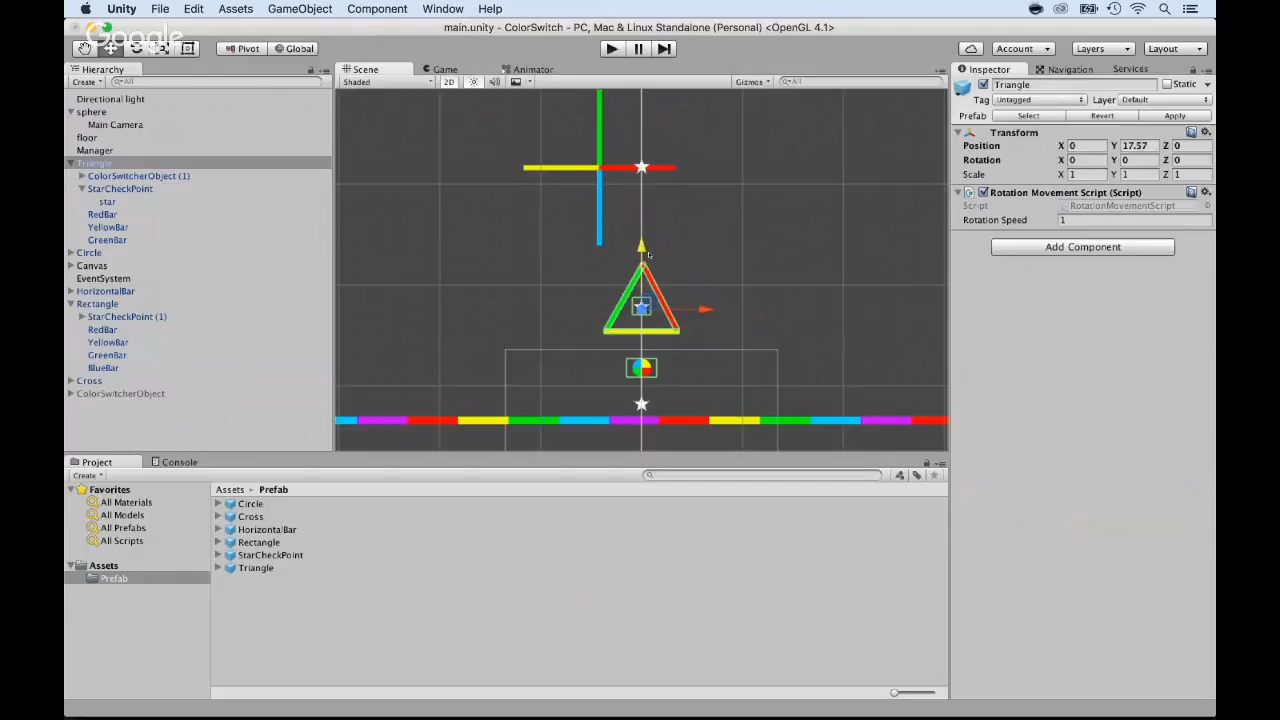 Unity File Edit Assets GameObject Component Window Help
main.unity - ColorSwitch - PC, Mac & Linux Standalone (Personal) <OpenGL 4.1>
Google
Pivot Global Account Layers Layout
Hierarchy
Create All
Directional light
sphere
Main Camera
floor
Manager
Triangle
ColorSwitcherObject (1)
StarCheckPoint
star
RedBar
YellowBar
GreenBar
Circle
Canvas
EventSystem
HorizontalBar
Rectangle
StarCheckPoint (1)
RedBar
YellowBar
GreenBar
BlueBar
Cross
ColorSwitcherObject
Scene Game Animator
Shaded 2D Gizmos All
Inspector Navigation Services
Triangle Static
Tag Untagged Layer Default
Prefab Select Revert Apply
Transform
Position X 0 Y 17.57 Z 0
Rotation X 0 Y 0 Z 0
Scale X 1 Y 1 Z 1
Rotation Movement Script (Script)
Script RotationMovementScript
Rotation Speed 1
Add Component
Project Console
Create
Favorites
All Materials
All Models
All Prefabs
All Scripts
Assets
Prefab
Assets ▸ Prefab
Circle
Cross
HorizontalBar
Rectangle
StarCheckPoint
Triangle